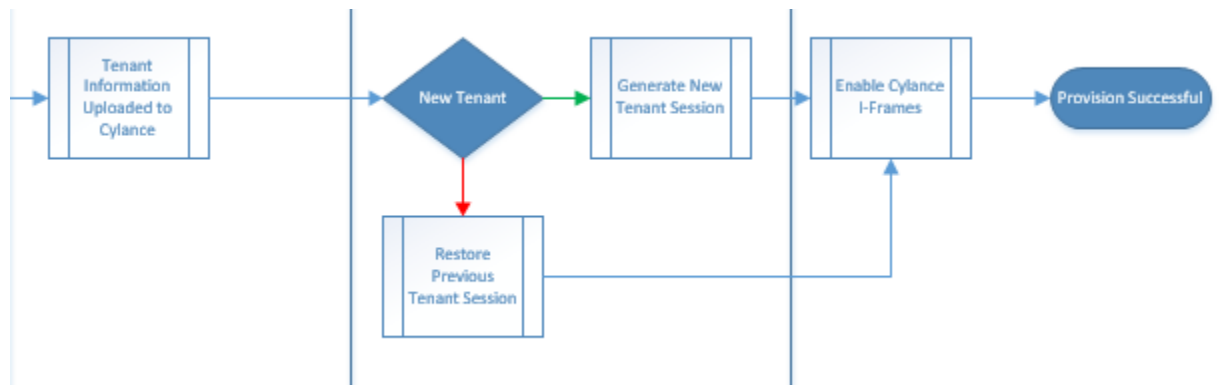 Tenant
Information
Uploaded to
Cylance
New Tenant
Generate New
Tenant Session
Enable Cylance
I-Frames
Provision Successful
Restore
Previous
Tenant Session